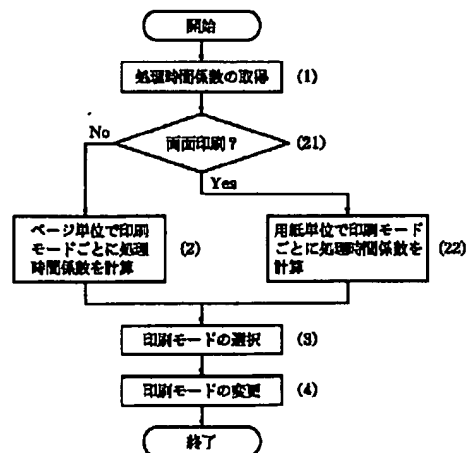 開始
処理時間係数の取得 (1)
両面印刷? (21)
No
Yes
ページ単位で印刷
モードごとに処理
時間係数を計算
(2)
用紙単位で印刷モード
ごとに処理時間係数を
計算
(22)
印刷モードの選択 (3)
印刷モードの変更 (4)
終了